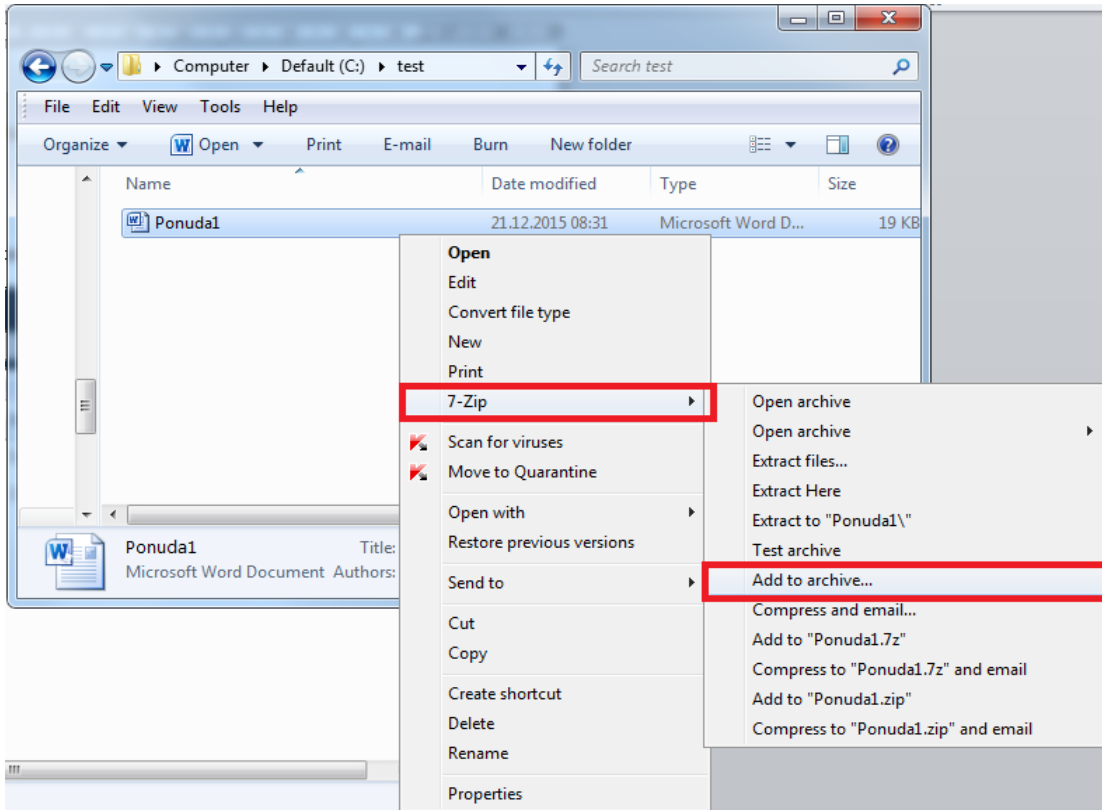 Computer Default (C:) test Search test
File Edit View Tools Help
Organize W Open Print E-mail Burn New folder
Name Date modified Type Size
Ponuda1 21.12.2015 08:31 Microsoft Word D... 19 KB
Open
Edit
Convert file type
New
Print
7-Zip
Scan for viruses
Move to Quarantine
Open with
Restore previous versions
Send to
Cut
Copy
Create shortcut
Delete
Rename
Properties
Open archive
Open archive
Extract files...
Extract Here
Extract to "Ponuda1\"
Test archive
Add to archive...
Compress and email...
Add to "Ponuda1.7z"
Compress to "Ponuda1.7z" and email
Add to "Ponuda1.zip"
Compress to "Ponuda1.zip" and email
Ponuda1 Title:
Microsoft Word Document Authors: